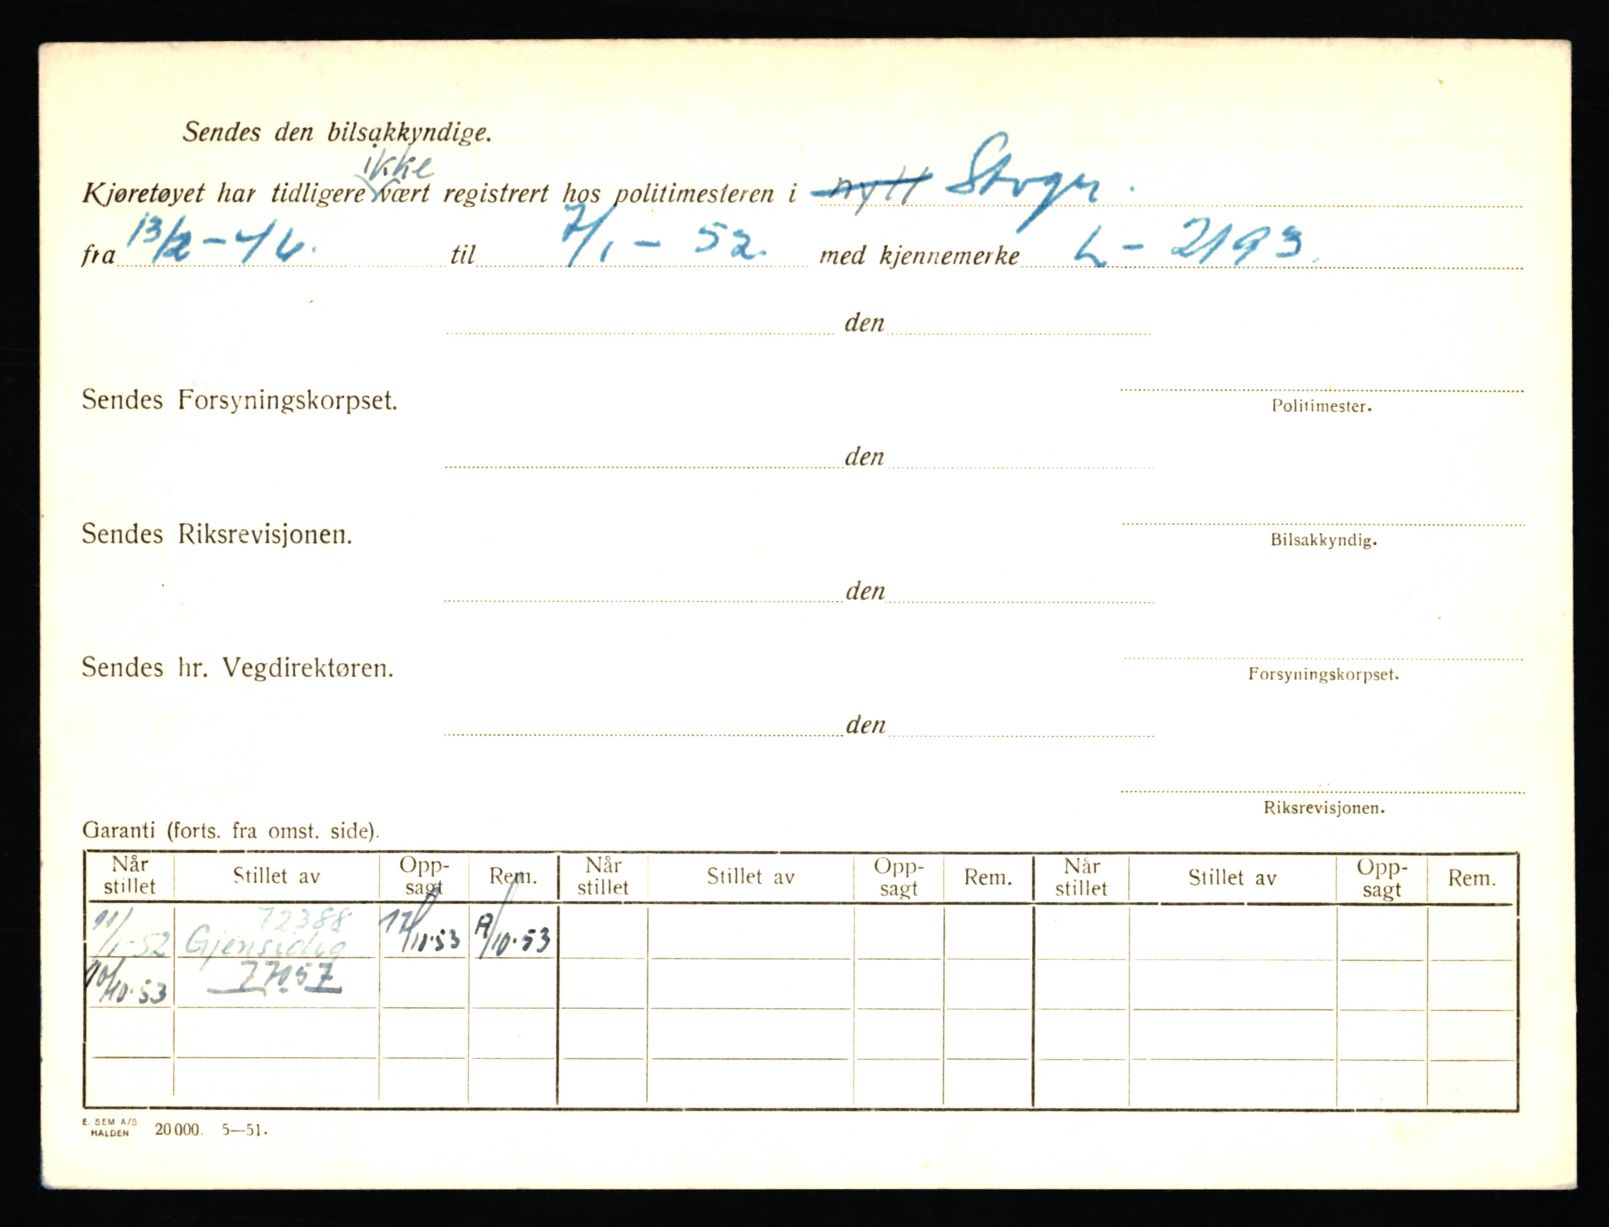 Sendes den bilsakkyndige.
ikke
Kjøretøyet har tidligere vært registrert hos politimesteren i nytt
fra 13/2-46. til 7/1-52. med kjennemerke L-2193.
den
Sendes Forsyningskorpset.
Politimester.
den
Sendes Riksrevisjonen.
Bilsakkyndig.
den
Sendes hr. Vegdirektøren.
Forsyningskorpset.
den
Riksrevisjonen.
Garanti (forts. fra omst. side).
Når stillet Stillet av Opp-sagt Rem. Når stillet Stillet av Opp-sagt Rem. Når stillet Stillet av Opp-sagt Rem.
72388
11/1-52 Gjensidig 17/11-53 /10-53
10/10-53 77057
E. SEM A/S
HALDEN 20000. 5—51.